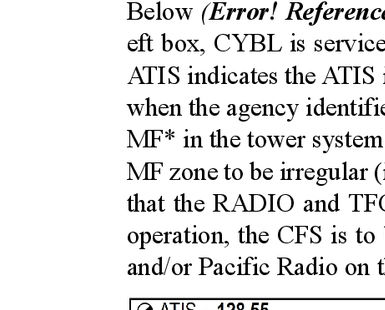 Below (Error! Reference
eft box, CYBL is service
ATIS indicates the ATIS i
when the agency identifie
MF* in the tower system
MF zone to be irregular (i
that the RADIO and TFC
operation, the CFS is to
and/or Pacific Radio on t
ATIS 128.55